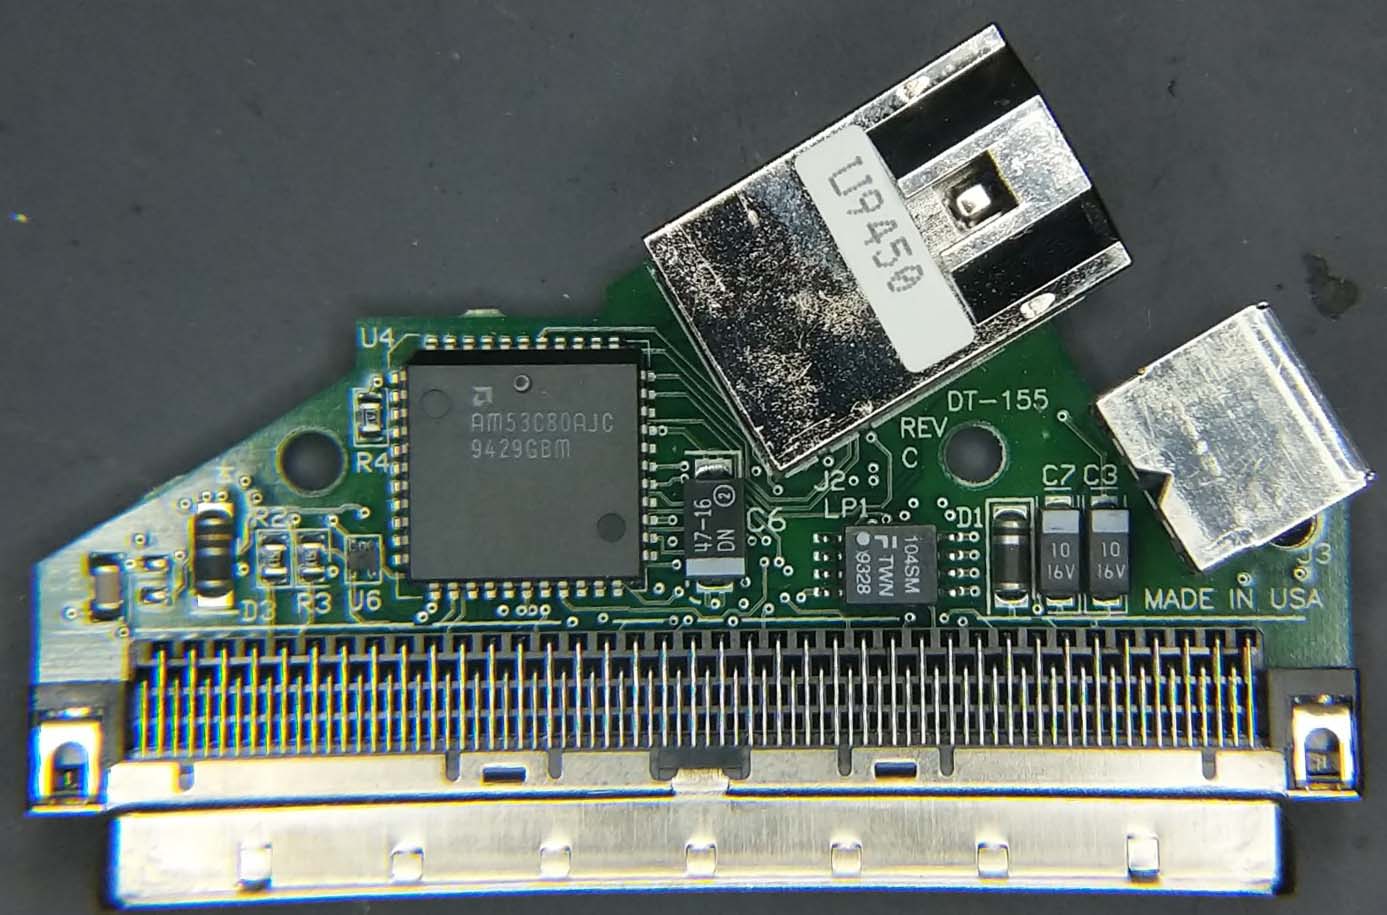 U9450
U4
AM53C80AJC
9429GBM
DT-155
REV
C
R4
J2
LP1
C7
C3
47-16
DN
2
C6
104SM
F TWN
9328
D1
10
16V
10
16V
R2
R3
U6
D3
J3
MADE IN USA